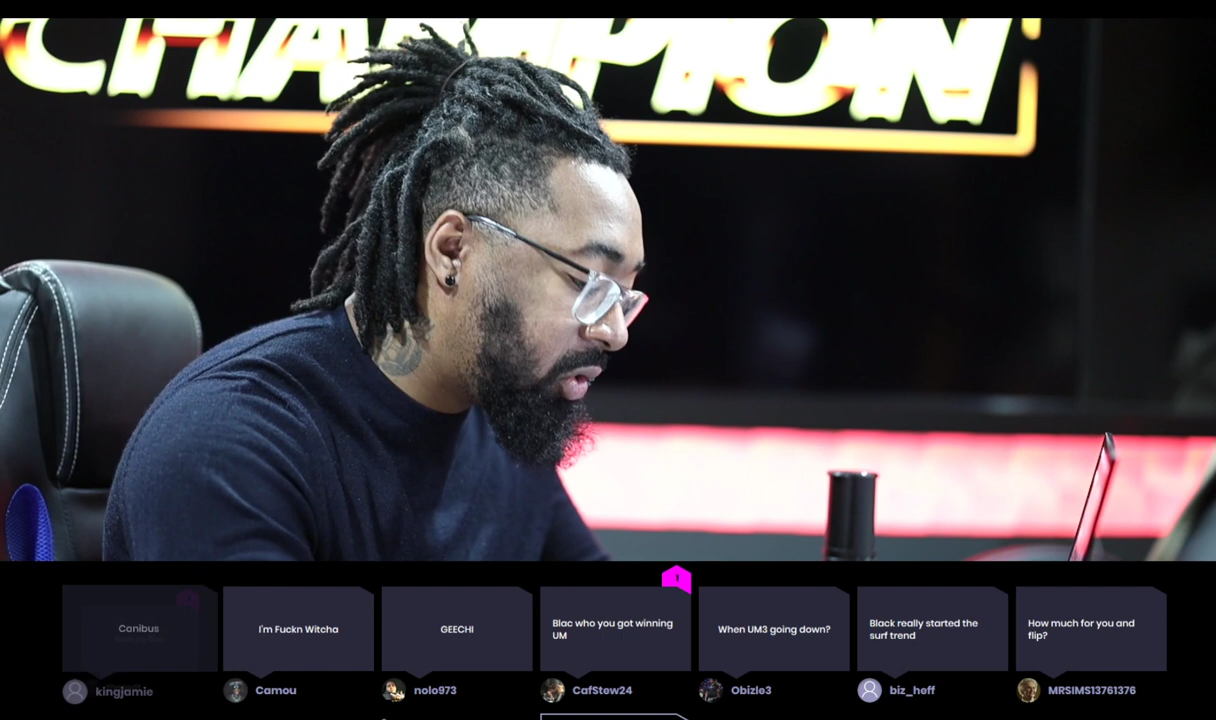 CHAMPION
Canibus
I'm Fuckn Witcha
GEECHI
Blac who you got winning
UM
When UM3 going down?
Black really started the
surf trend
How much for you and
flip?
1
kingjamie
Camou
nolo973
CafStew24
Obizle3
biz_heff
MRSIMS13761376